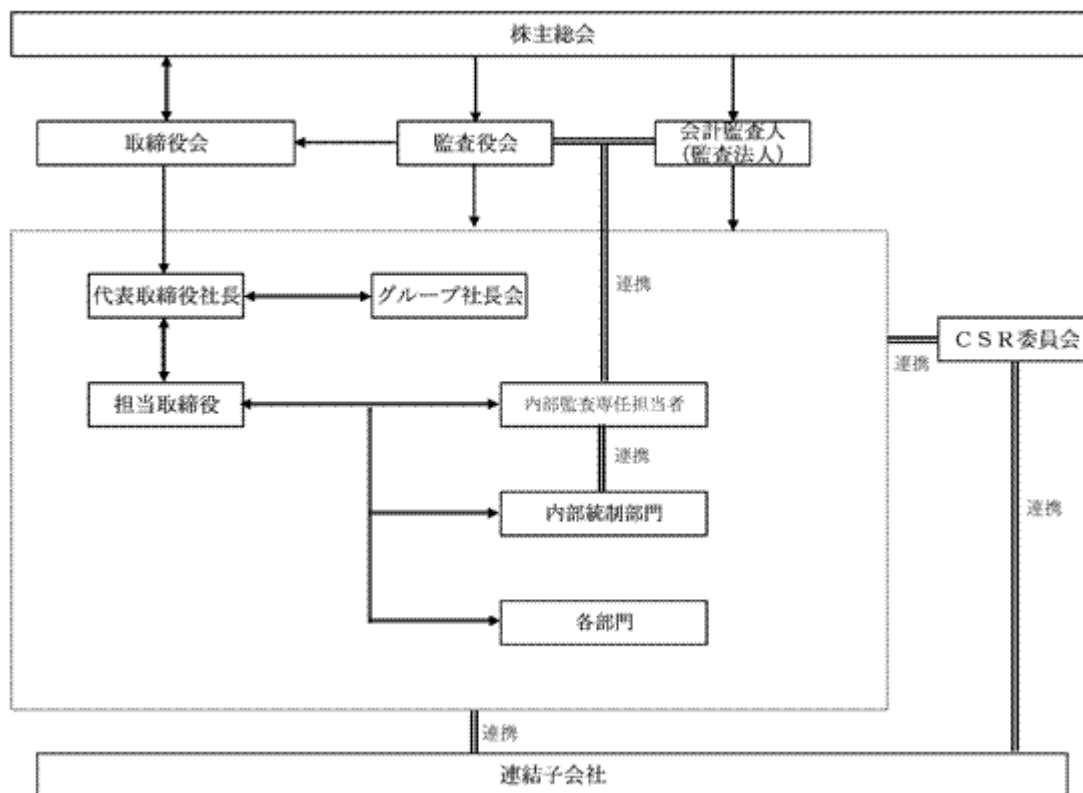 株主総会
取締役会
監査役会
会計監査人
（監査法人）
連携
代表取締役社長
グループ社長会
ＣＳＲ委員会
連携
担当取締役
内部監査専任担当者
連携
内部統制部門
連携
各部門
連携
連結子会社